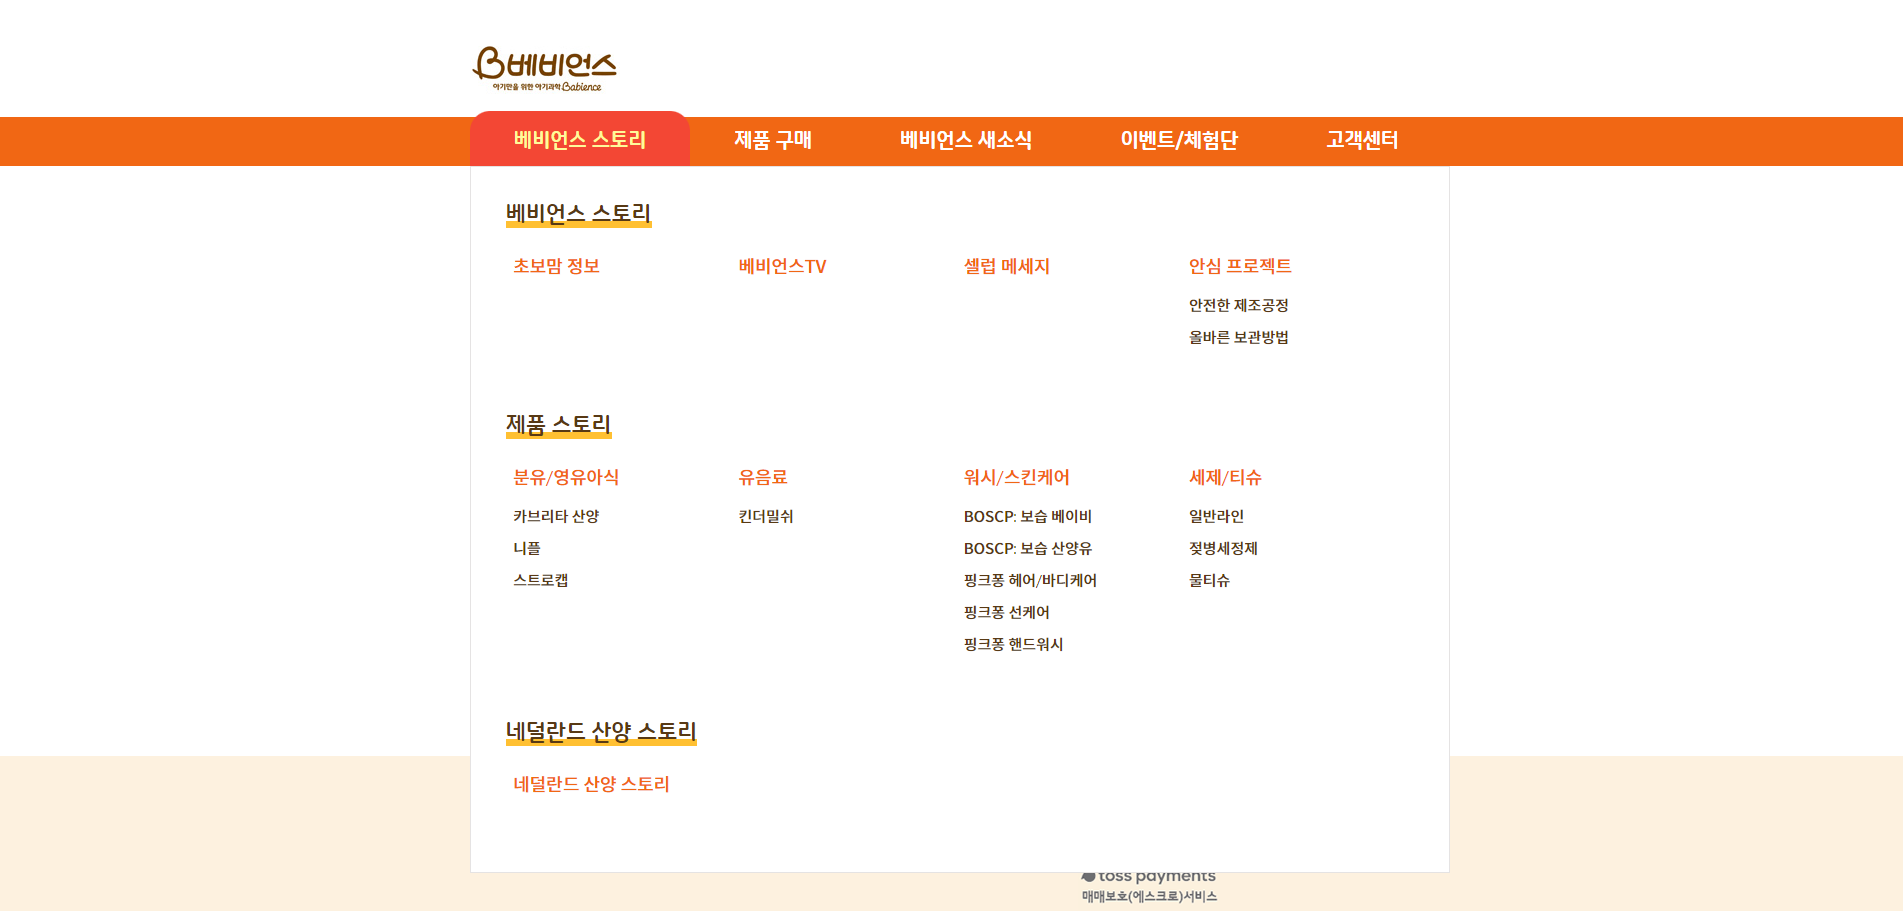 베비언스
아기만을 위한 아기과학 Babience
베비언스 스토리 제품 구매 베비언스 새소식 이벤트/체험단 고객센터
베비언스 스토리
초보맘 정보 베비언스TV 셀럽 메세지 안심 프로젝트
안전한 제조공정
올바른 보관방법
제품 스토리
분유/영유아식 유음료 워시/스킨케어 세제/티슈
카브리타 산양 킨더밀쉬 BOSCP: 보습 베이비 일반라인
니플 BOSCP: 보습 산양유 젖병세정제
스트로캡 핑크퐁 헤어/바디케어 물티슈
핑크퐁 선케어
핑크퐁 핸드워시
네덜란드 산양 스토리
네덜란드 산양 스토리
toss payments
매매보호(에스크로)서비스